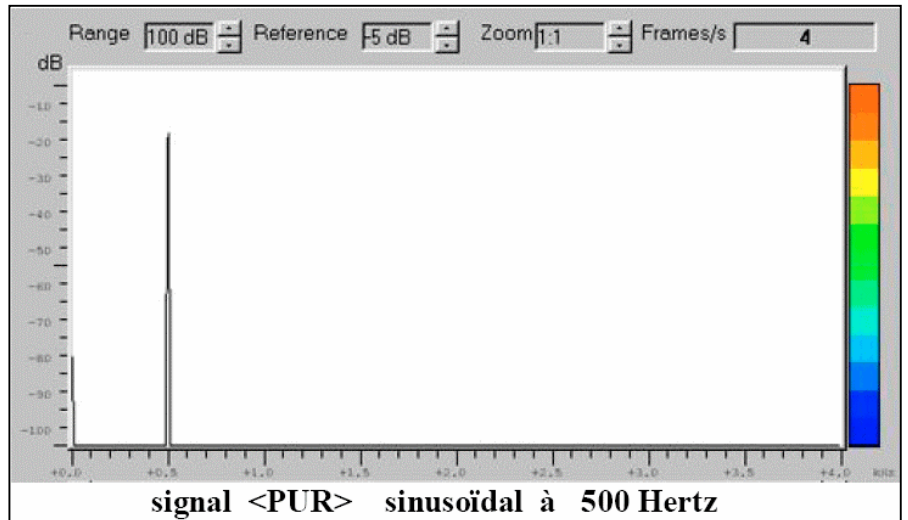 Range 100 dB Reference -5 dB Zoom 1:1 Frames/s 4
dB
-10
-20
-30
-40
-50
-60
-70
-80
-90
-100
+0.0 +0.5 +1.0 +1.5 +2.0 +2.5 +3.0 +3.5 +4.0 kHz
signal <PUR> sinusoïdal à 500 Hertz